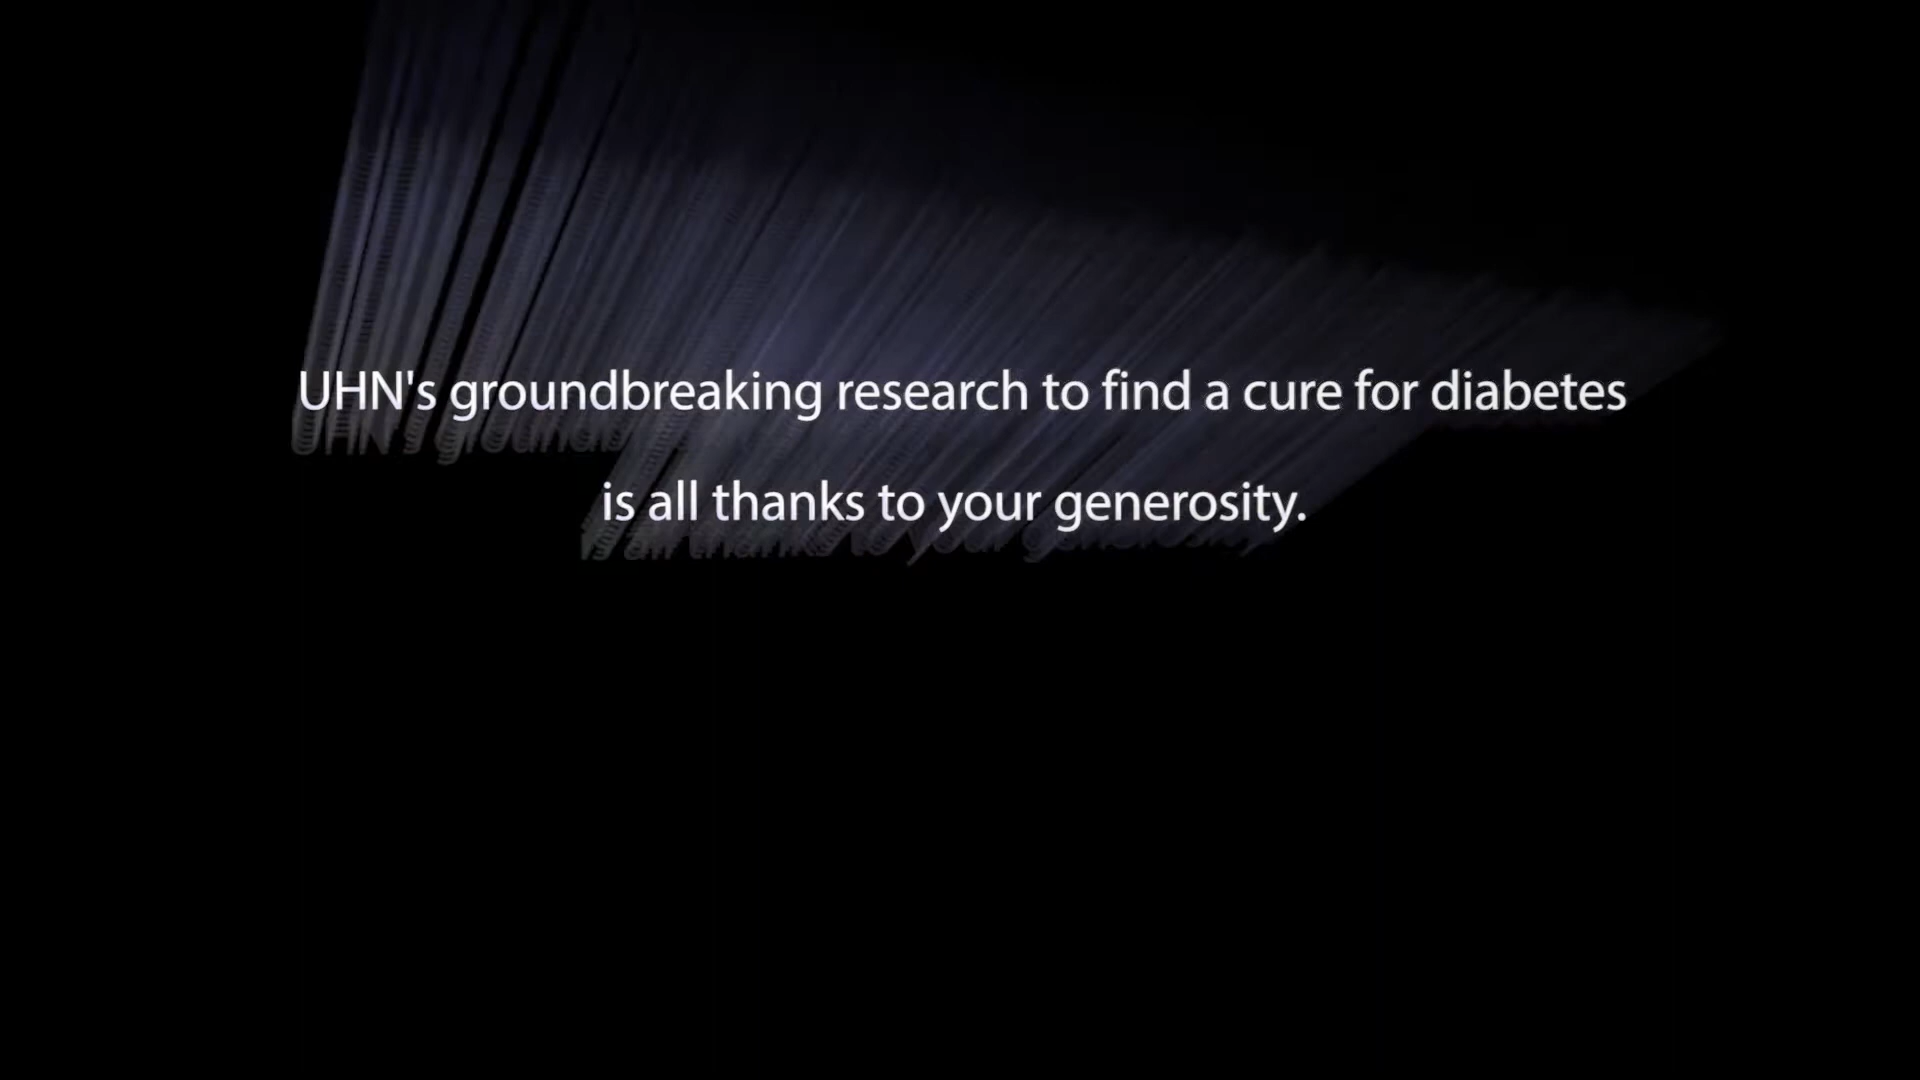 UHN's groundbreaking research to find a cure for diabetes
is all thanks to your generosity.